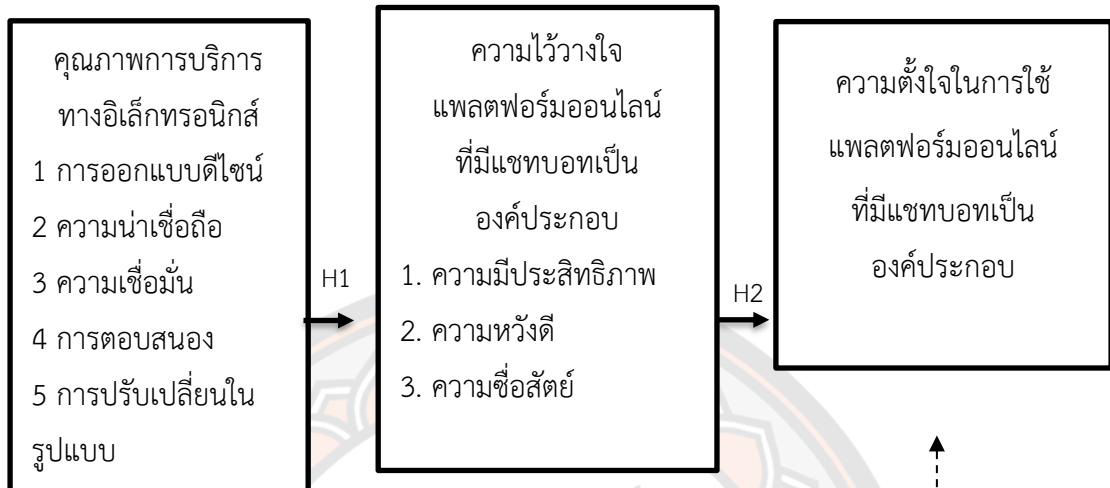 คุณภาพการบริการ
ทางอิเล็กทรอนิกส์
1 การออกแบบดีไซน์
2 ความน่าเชื่อถือ
3 ความเชื่อมั่น
4 การตอบสนอง
5 การปรับเปลี่ยนใน
รูปแบบ
H1
ความไว้วางใจ
แพลตฟอร์มออนไลน์
ที่มีแชทบอทเป็น
องค์ประกอบ
1. ความมีประสิทธิภาพ
2. ความหวังดี
3. ความซื่อสัตย์
H2
ความตั้งใจในการใช้
แพลตฟอร์มออนไลน์
ที่มีแชทบอทเป็น
องค์ประกอบ